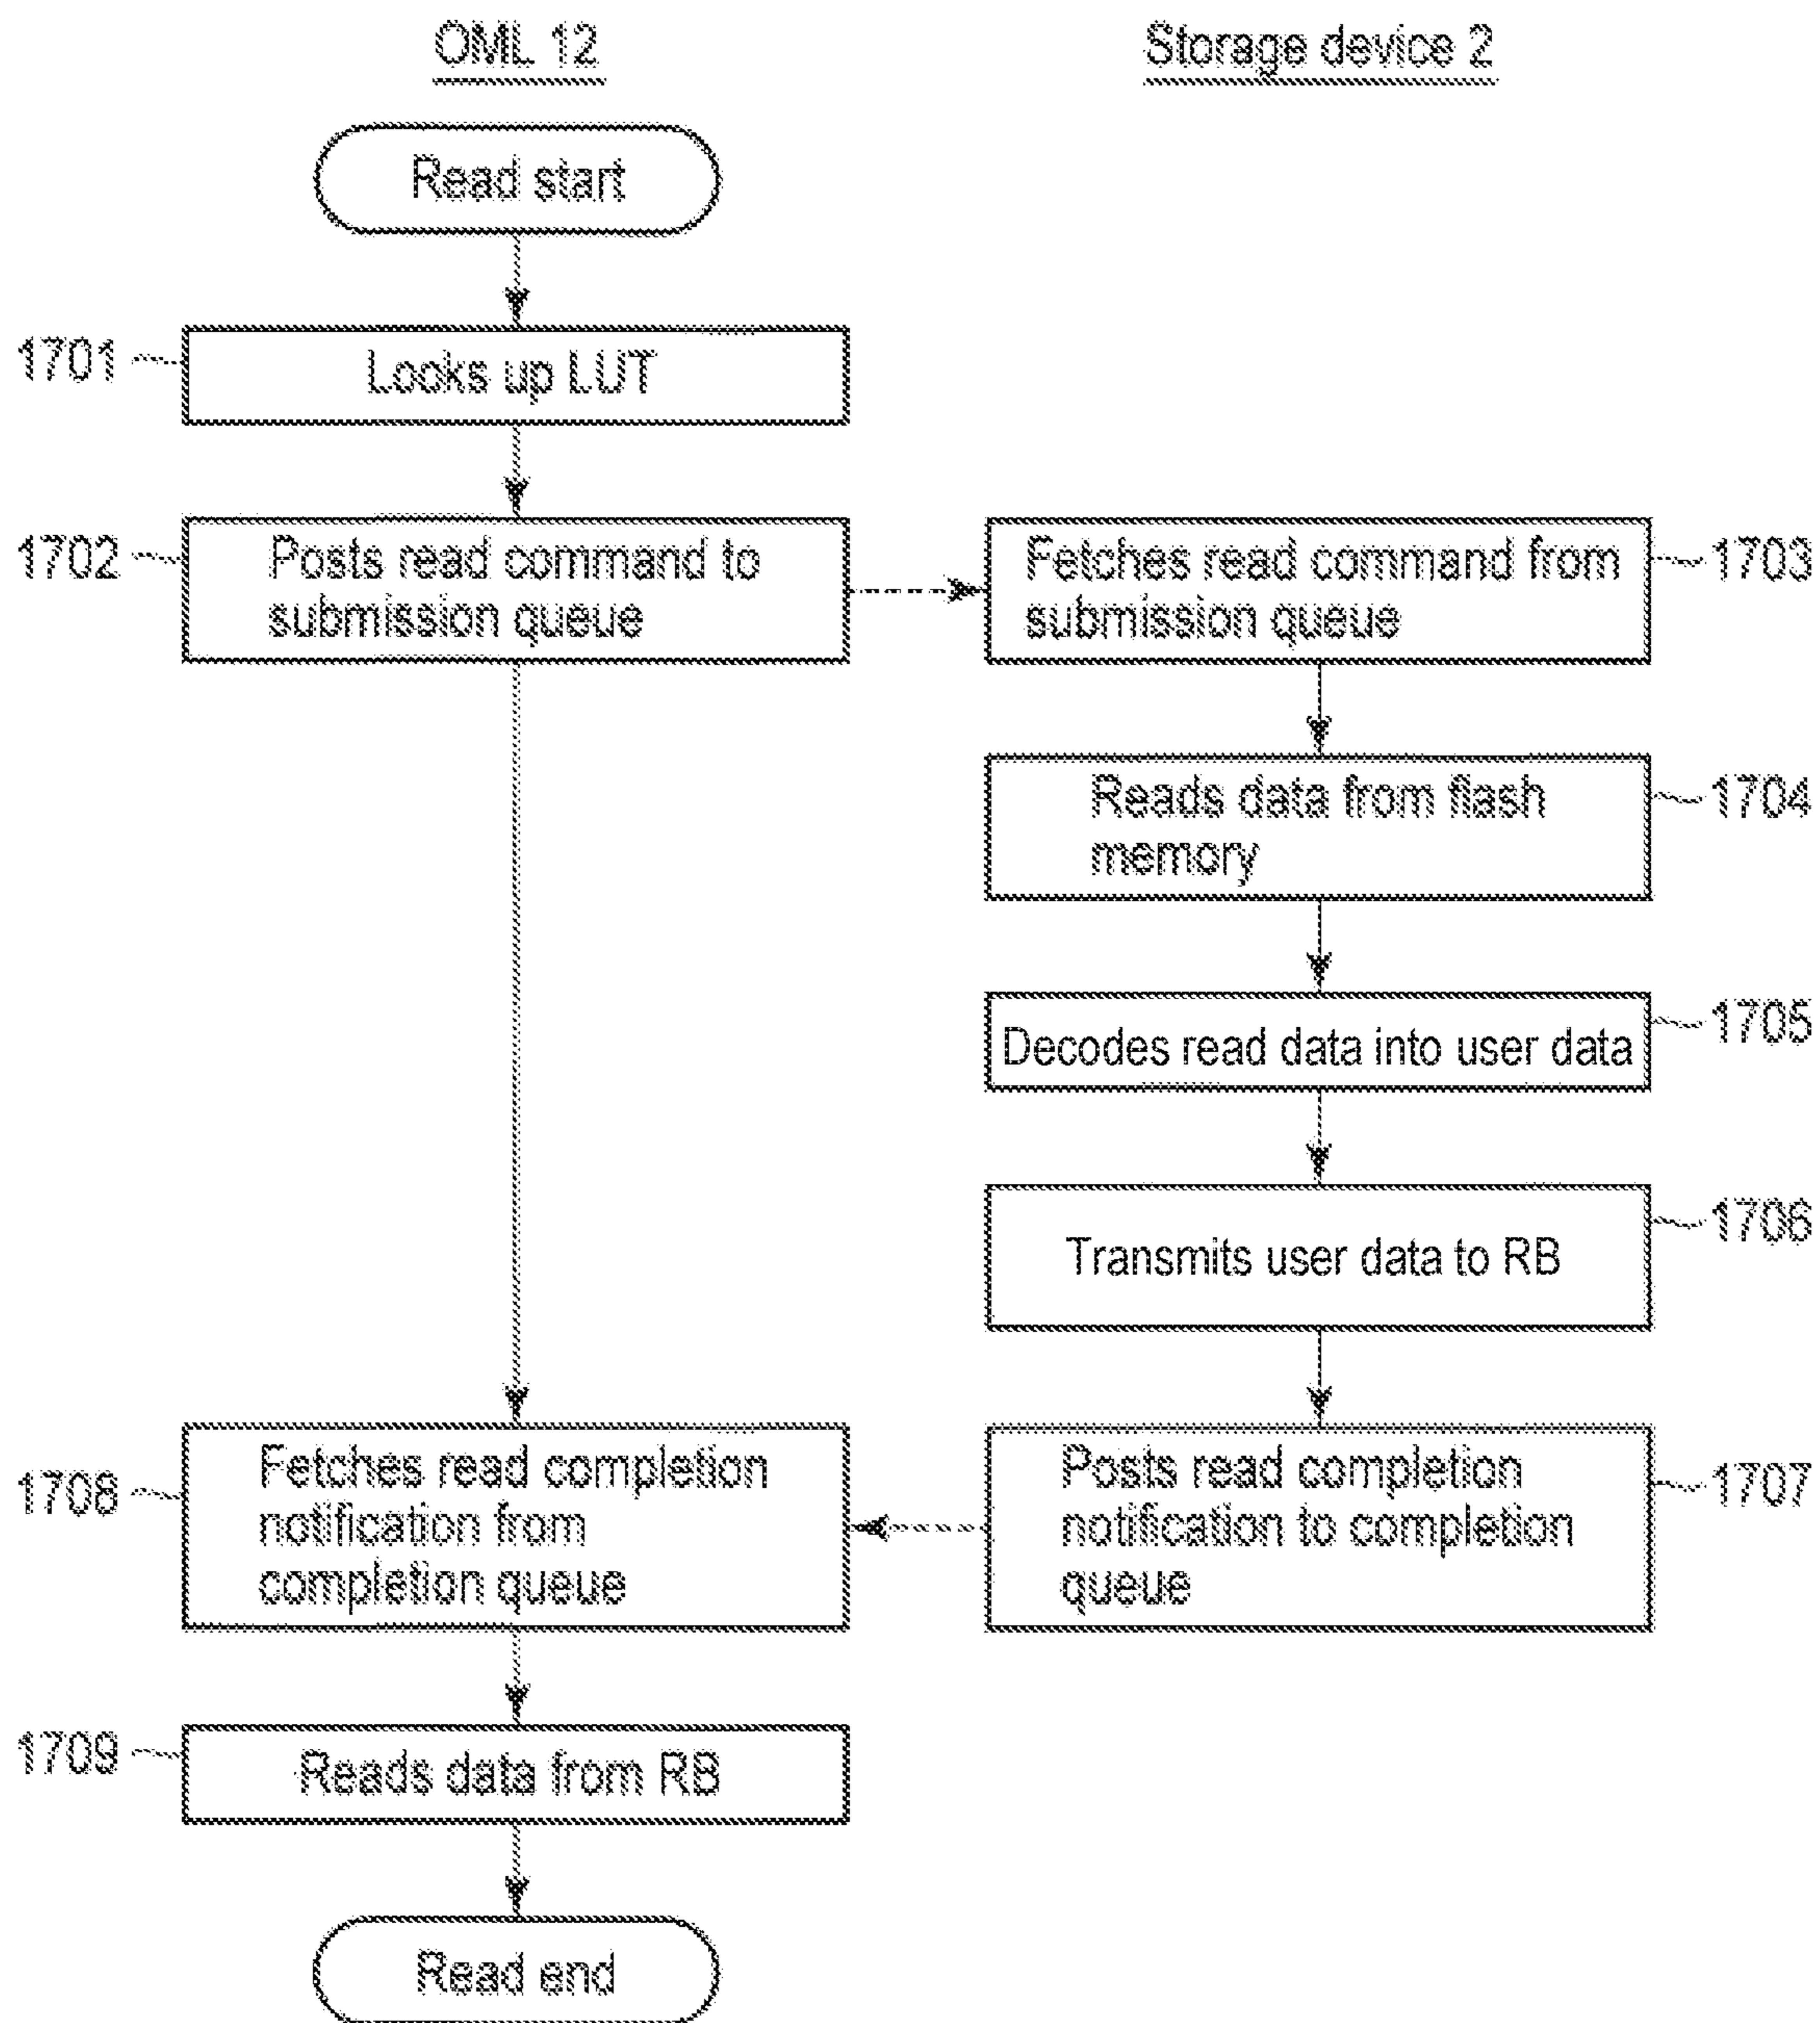 OML 12
Storage device 2
Read start
1701
Looks up LUT
1702
Posts read command to
submission queue
Fetches read command from
submission queue
1703
Reads data from flash
memory
1704
Decodes read data into user data
1705
Transmits user data to RB
1706
1708
Fetches read completion
notification from
completion queue
Posts read completion
notification to completion
queue
1707
1709
Reads data from RB
Read end